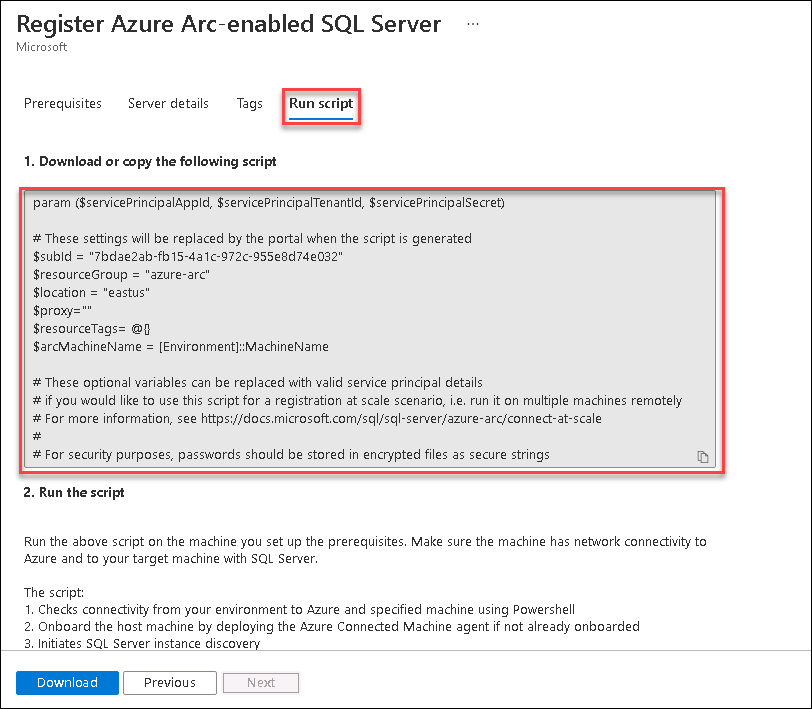 Register Azure Arc-enabled SQL Server ...
Microsoft
Prerequisites Server details Tags Run script
1. Download or copy the following script
param ($servicePrincipalAppId, $servicePrincipalTenantId, $servicePrincipalSecret)
# These settings will be replaced by the portal when the script is generated
$subId = "7bdae2ab-fb15-4a1c-972c-955e8d74e032"
$resourceGroup = "azure-arc"
$location = "eastus"
$proxy=""
$resourceTags= @{}
$arcMachineName = [Environment]::MachineName
# These optional variables can be replaced with valid service principal details
# if you would like to use this script for a registration at scale scenario, i.e. run it on multiple machines remotely
# For more information, see https://docs.microsoft.com/sql/sql-server/azure-arc/connect-at-scale
#
# For security purposes, passwords should be stored in encrypted files as secure strings
2. Run the script
Run the above script on the machine you set up the prerequisites. Make sure the machine has network connectivity to
Azure and to your target machine with SQL Server.
The script:
1. Checks connectivity from your environment to Azure and specified machine using Powershell
2. Onboard the host machine by deploying the Azure Connected Machine agent if not already onboarded
3. Initiates SQL Server instance discovery
Download Previous Next